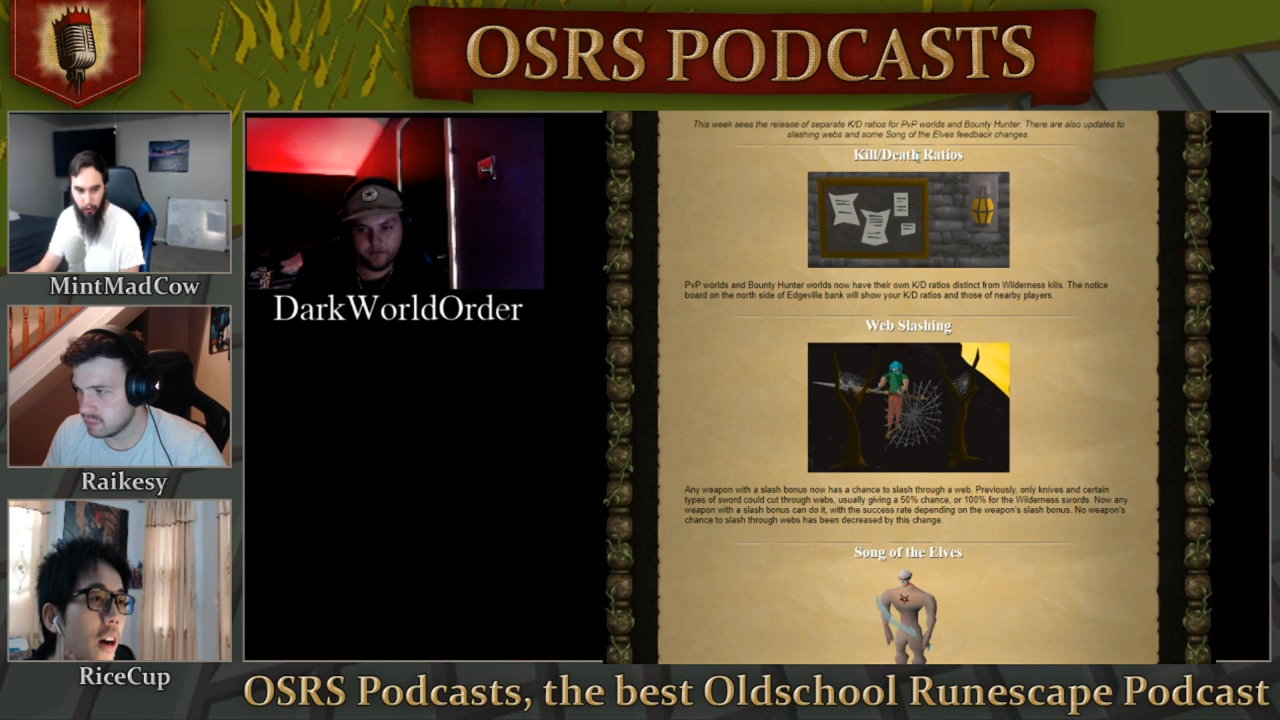 OSRS PODCASTS
MintMadCow
Raikesy
RiceCup
DarkWorldOrder
This week sees the release of separate K/D ratios for PvP worlds and Bounty Hunter. There are also updates to
slashing webs and some Song of the Elves feedback changes.
Kill/Death Ratios
PvP worlds and Bounty Hunter worlds now have their own K/D ratios distinct from Wilderness kills. The notice
board on the north side of Edgeville bank will show your K/D ratios and those of nearby players.
Web Slashing
Any weapon with a slash bonus now has a chance to slash through a web. Previously, only knives and certain
types of sword could cut through webs, usually giving a 50% chance, or 100% for the Wilderness swords. Now any
weapon with a slash bonus can do it, with the success rate depending on the weapon's slash bonus. No weapon's
chance to slash through webs has been decreased by this change.
Song of the Elves
OSRS Podcasts, the best Oldschool Runescape Podcast